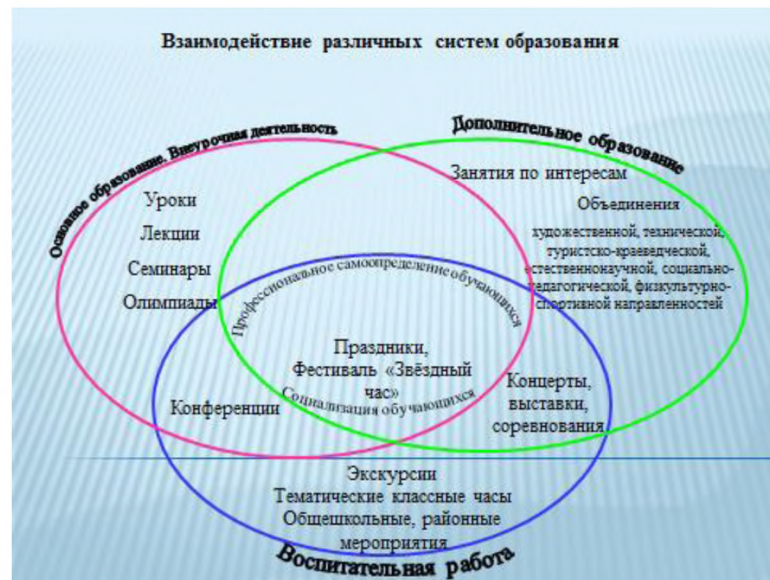 Взаимодействие различных систем образования
Основное образование. Внеурочная деятельность
Дополнительное образование
Уроки
Лекции
Семинары
Олимпиады
Занятия по интересам
Объединения
художественной, технической,
туристско-краеведческой,
естественнонаучной, социально-
педагогической, физкультурно-
спортивной направленностей
Профессиональное самоопределение обучающихся
Праздники,
Фестиваль «Звёздный
час»
Социализация обучающихся
Конференции
Концерты,
выставки,
соревнования
Экскурсии
Тематические классные часы
Общешкольные, районные
мероприятия
Воспитательная работа